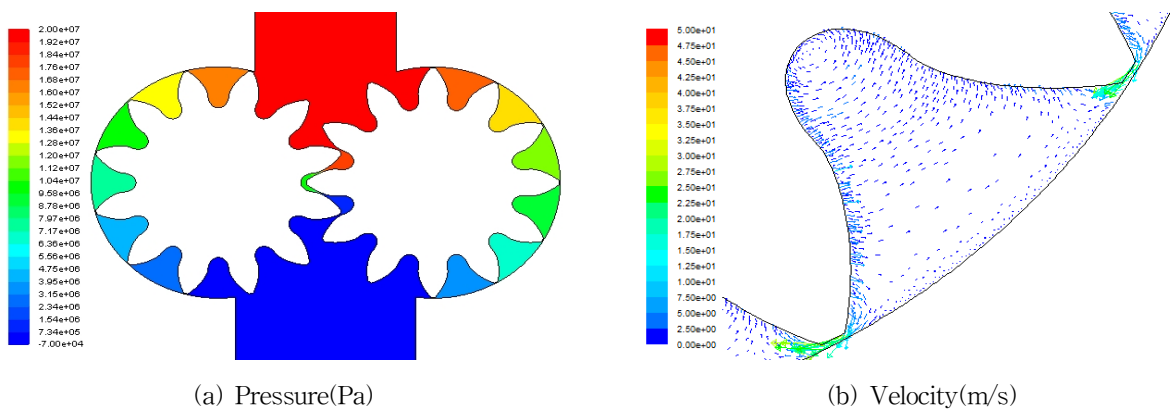 2.00e+07
1.92e+07
1.84e+07
1.76e+07
1.68e+07
1.60e+07
1.52e+07
1.44e+07
1.36e+07
1.28e+07
1.20e+07
1.12e+07
1.04e+07
9.58e+06
8.78e+06
7.97e+06
7.17e+06
6.36e+06
5.56e+06
4.75e+06
3.95e+06
3.15e+06
2.34e+06
1.54e+06
7.34e+05
-7.00e+04
5.00e+01
4.75e+01
4.50e+01
4.25e+01
4.00e+01
3.75e+01
3.50e+01
3.25e+01
3.00e+01
2.75e+01
2.50e+01
2.25e+01
2.00e+01
1.75e+01
1.50e+01
1.25e+01
1.00e+01
7.50e+00
5.00e+00
2.50e+00
0.00e+00
(a) Pressure(Pa)
(b) Velocity(m/s)